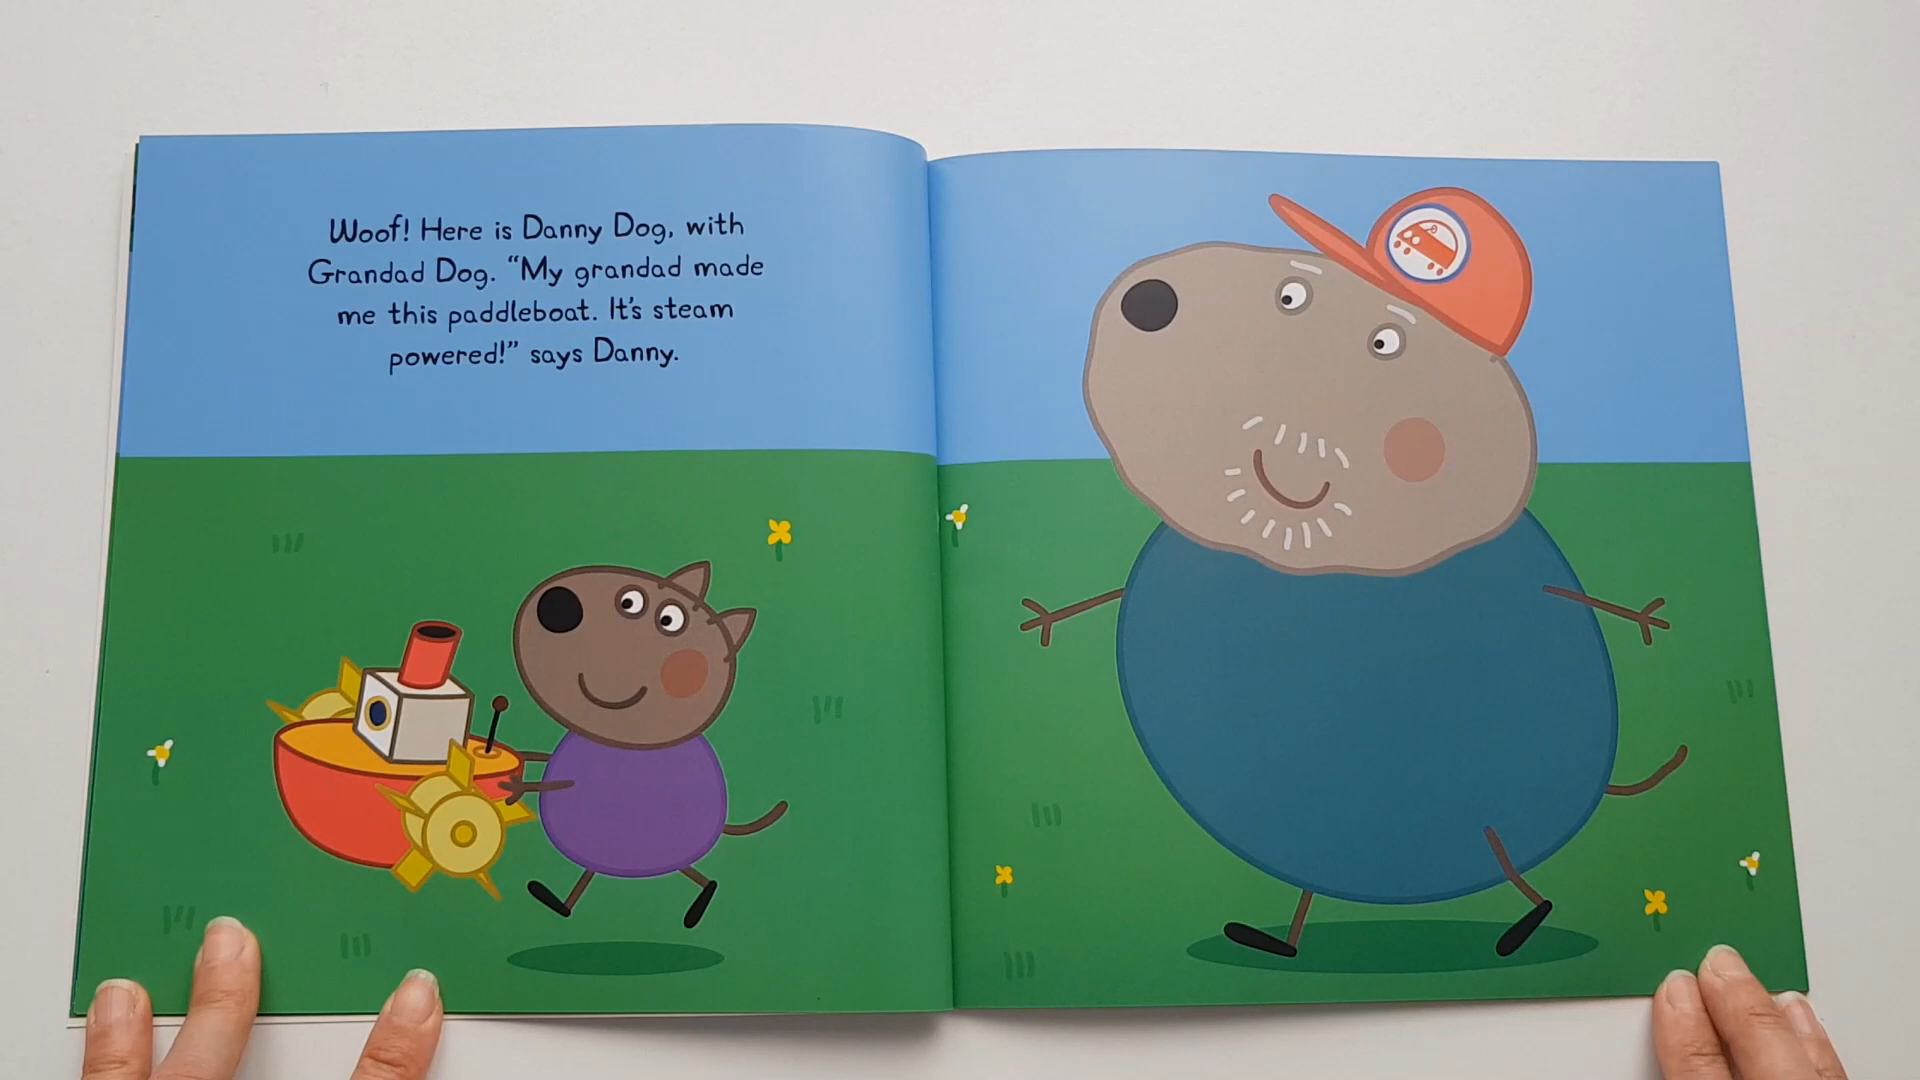 Woof! Here is Danny Dog, with
Grandad Dog. “My grandad made
me this paddleboat. It’s steam
powered!” says Danny.